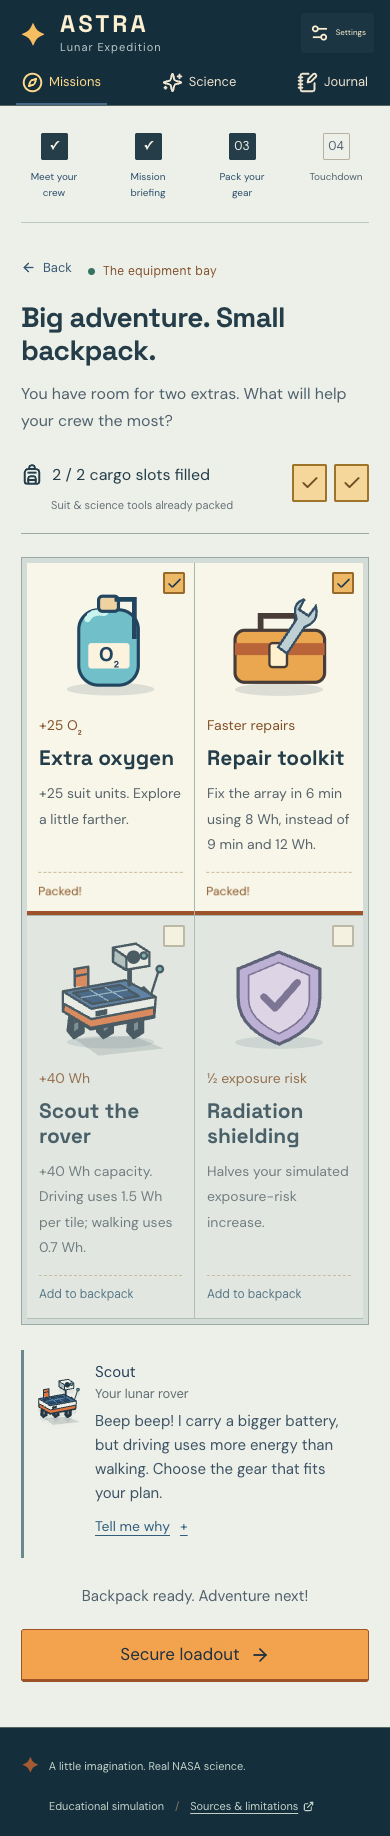 ASTRA
Lunar Expedition
Settings
Missions
Science
Journal
03
04
Meet your
crew
Mission
briefing
Pack your
gear
Touchdown
Back
The equipment bay
Big adventure. Small
backpack.
You have room for two extras. What will help
your crew the most?
2 / 2 cargo slots filled
Suit & science tools already packed
O₂
+25 O₂
Extra oxygen
+25 suit units. Explore
a little farther.
Packed!
Faster repairs
Repair toolkit
Fix the array in 6 min
using 8 Wh, instead of
9 min and 12 Wh.
Packed!
+40 Wh
Scout the
rover
+40 Wh capacity.
Driving uses 1.5 Wh
per tile; walking uses
0.7 Wh.
Add to backpack
½ exposure risk
Radiation
shielding
Halves your simulated
exposure-risk
increase.
Add to backpack
Scout
Your lunar rover
Beep beep! I carry a bigger battery,
but driving uses more energy than
walking. Choose the gear that fits
your plan.
Tell me why +
Backpack ready. Adventure next!
Secure loadout →
A little imagination. Real NASA science.
Educational simulation / Sources & limitations